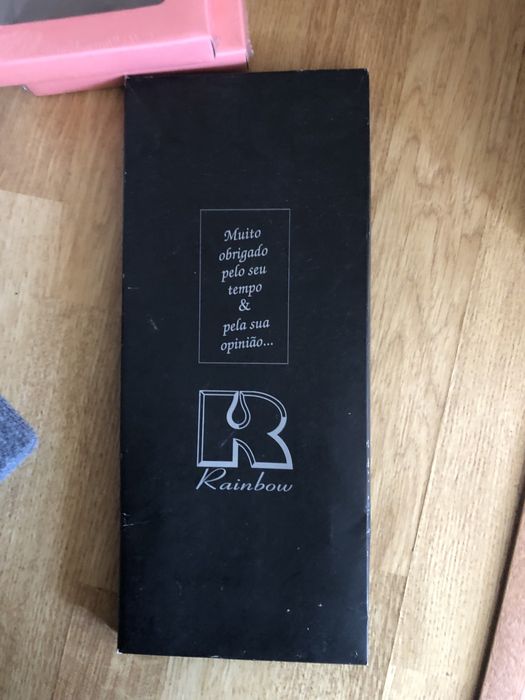 Muito
obrigado
pelo seu
tempo
&
pela sua
opinião...
R
Rainbow